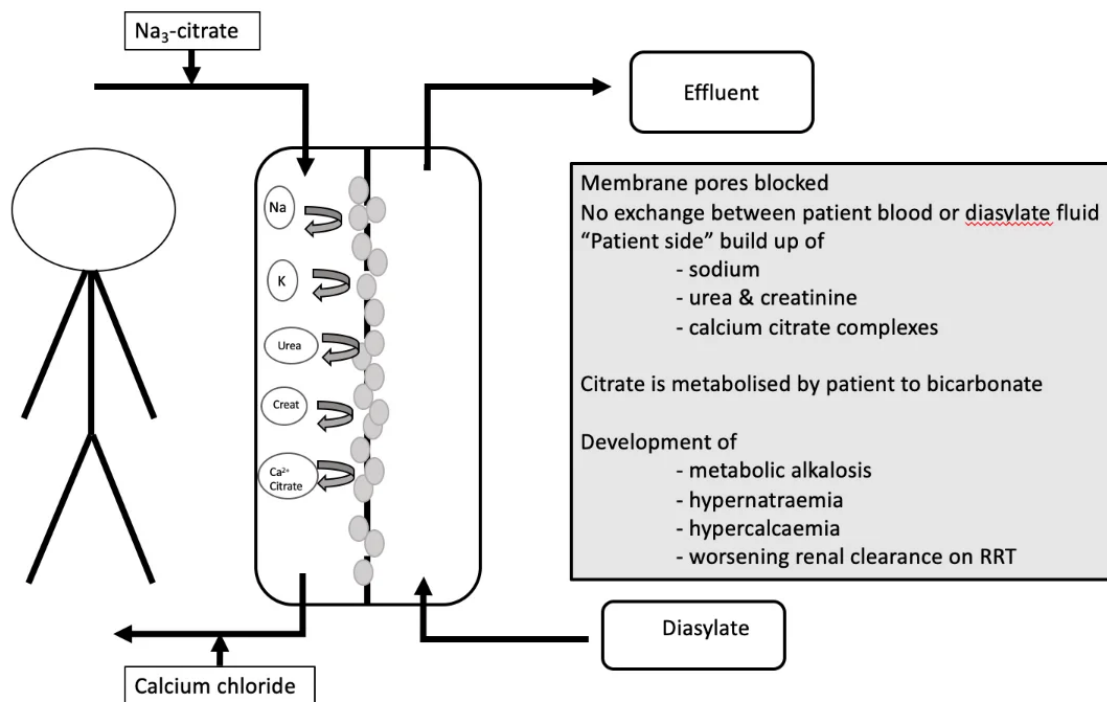 Na₃-citrate
Effluent
Na
K
Urea
Creat
Ca²⁺
Citrate
Membrane pores blocked
No exchange between patient blood or diasylate fluid
“Patient side” build up of
- sodium
- urea & creatinine
- calcium citrate complexes
Citrate is metabolised by patient to bicarbonate
Development of
- metabolic alkalosis
- hypernatraemia
- hypercalcaemia
- worsening renal clearance on RRT
Diasylate
Calcium chloride